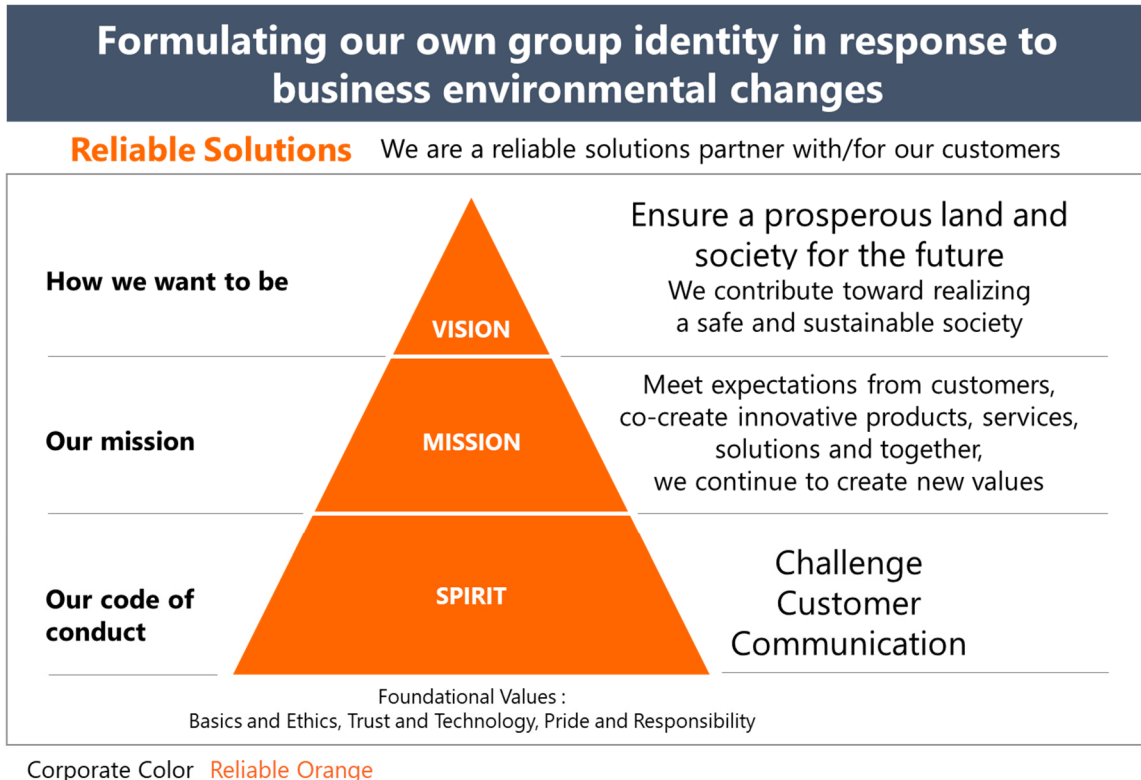 Formulating our own group identity in response to
business environmental changes
Reliable Solutions We are a reliable solutions partner with/for our customers
How we want to be
VISION
Ensure a prosperous land and
society for the future
We contribute toward realizing
a safe and sustainable society
Our mission
MISSION
Meet expectations from customers,
co-create innovative products, services,
solutions and together,
we continue to create new values
Our code of
conduct
SPIRIT
Challenge
Customer
Communication
Foundational Values :
Basics and Ethics, Trust and Technology, Pride and Responsibility
Corporate Color Reliable Orange